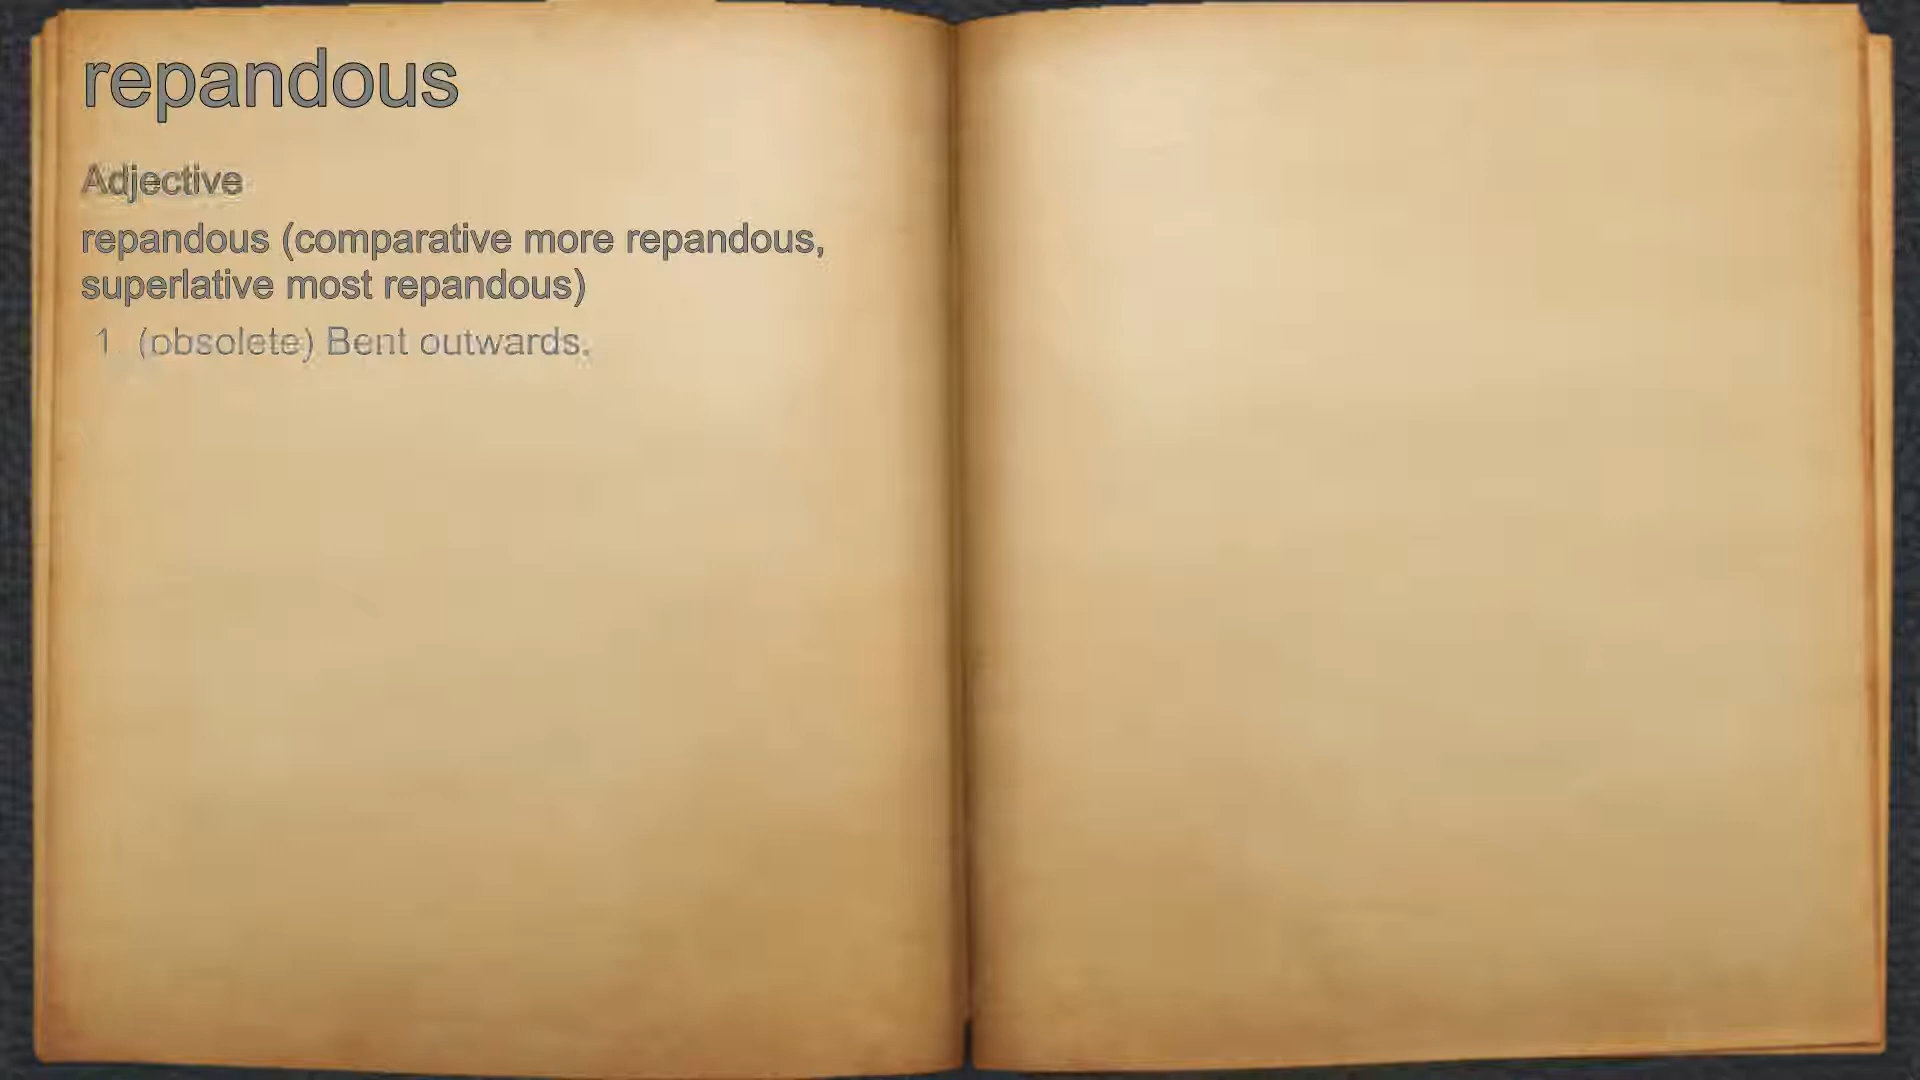 repandous
Adjective
repandous (comparative more repandous,
superlative most repandous)
1 (obsolete) Bent outwards.